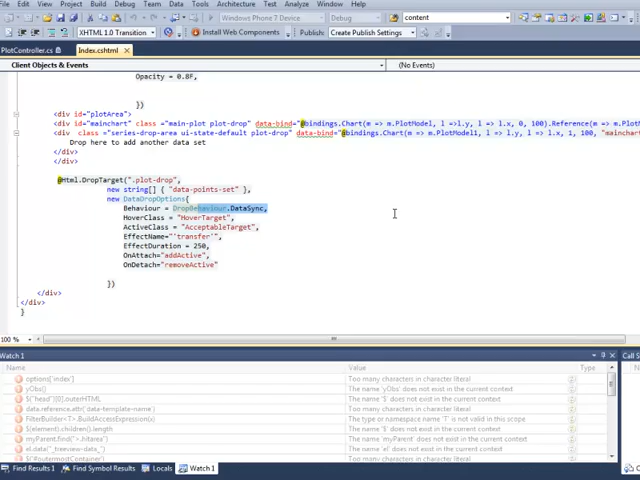 File Edit View Project Build Debug Team Data Tools Architecture Test Analyze Window Help
Windows Phone 7 Device Debug content
XHTML 1.0 Transition Install Web Components Publish: Create Publish Settings
PlotController.cs Index.cshtml ×
Client Objects & Events (No Events)
Opacity = 0.8F,
})
<div id="plotArea">
<div id="mainchart" class ="main-plot plot-drop" data-bind="@bindings.Chart(m => m.PlotModel, l =>l.y, l => l.x, 0, 100).Reference(m => m.Plot
<div class ="series-drop-area ui-state-default plot-drop" data-bind="@bindings.Chart(m => m.PlotModel1, l => l.y, l => l.x, 1, 100, "mainchar
Drop here to add another data set
</div>
</div>
@Html.DropTarget(".plot-drop",
new string[] { "data-points-set" },
new DataDropOptions{
Behaviour = DropBehaviour.DataSync,
HoverClass = "HoverTarget",
ActiveClass = "AcceptableTarget",
EffectName="'transfer'",
EffectDuration = 250,
OnAttach="addActive",
OnDetach="removeActive"
})
</div>
</div>
}
100 %
Watch 1 Call S
Name Value Type
options['index'] Too many characters in character literal
yObs() The name 'yObs' does not exist in the current context
$("head")[0].outerHTML The name '$' does not exist in the current context
data.reference.attr('data-template-name') Too many characters in character literal
FilterBuilder<T>.BuildAccessExpression() The type or namespace name 'T' is not valid in this scope
$(element).children().length The name '$' does not exist in the current context
myParent.find(">.hitarea") The name 'myParent' does not exist in the current context
el.data("_treeview_data_") The name 'el' does not exist in the current context
Find Results 1 Find Symbol Results Locals Watch 1